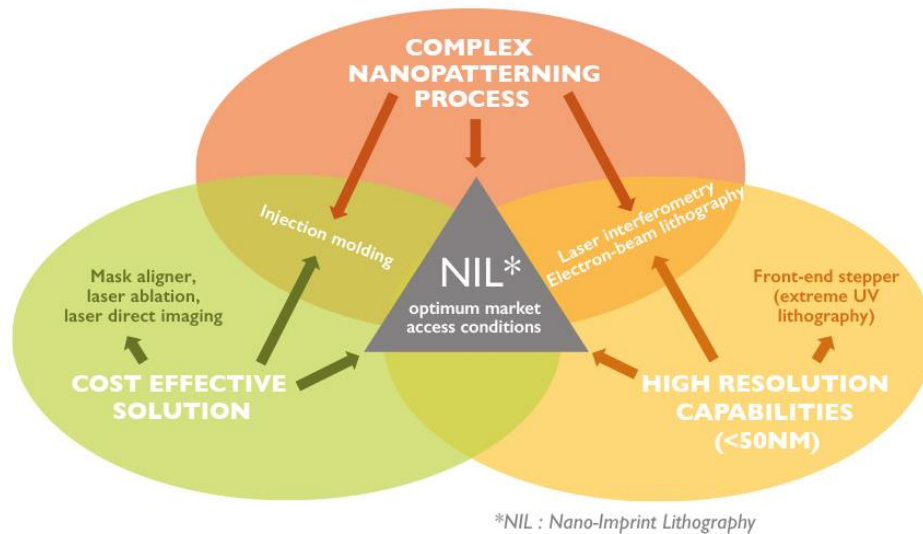 COMPLEX
NANOPATTERNING
PROCESS
Injection molding
Laser interferometry
Electron-beam lithography
NIL*
optimum market
access conditions
Mask aligner,
laser ablation,
laser direct imaging
Front-end stepper
(extreme UV
lithography)
COST EFFECTIVE
SOLUTION
HIGH RESOLUTION
CAPABILITIES
(<50NM)
*NIL : Nano-Imprint Lithography